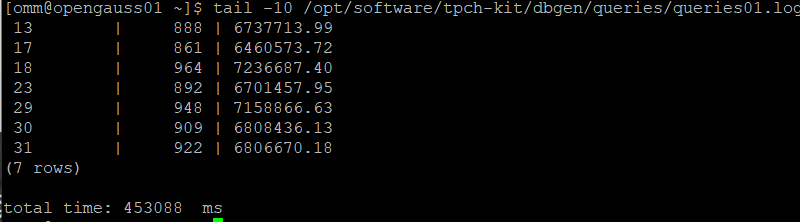 [omm@opengauss01 ~]$ tail -10 /opt/software/tpch-kit/dbgen/queries/queries01.log
13 | 888 | 6737713.99
17 | 861 | 6460573.72
18 | 964 | 7236687.40
23 | 892 | 6701457.95
29 | 948 | 7158866.63
30 | 909 | 6808436.13
31 | 922 | 6806670.18
(7 rows)
total time: 453088 ms